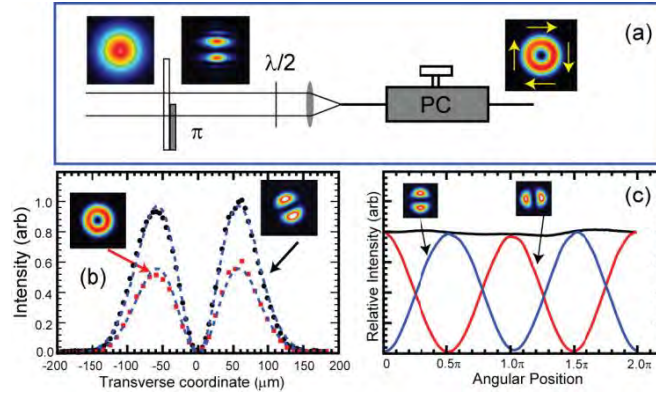 (a)
λ/2
π
PC
(b)
Intensity (arb)
1.0
0.8
0.6
0.4
0.2
0.0
-200 -150 -100 -50 0 50 100 150 200
Transverse coordinate (μm)
(c)
Relative Intensity (arb)
0 0.5π 1.0π 1.5π 2.0π
Angular Position